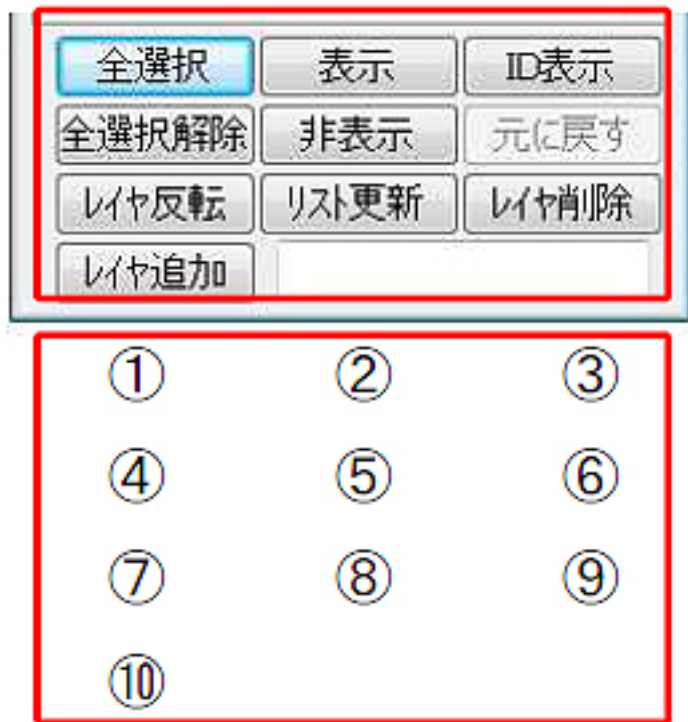 全選択 表示 ID表示
全選択解除 非表示 元に戻す
レイヤ反転 リスト更新 レイヤ削除
レイヤ追加
① ② ③
④ ⑤ ⑥
⑦ ⑧ ⑨
⑩